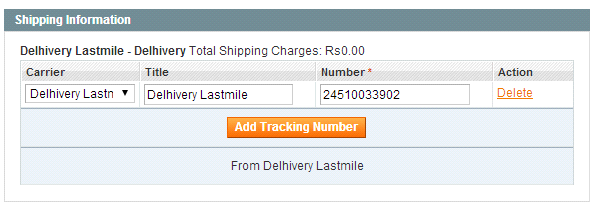 Shipping Information
Delhivery Lastmile - Delhivery Total Shipping Charges: Rs0.00
Carrier Title Number * Action
Delhivery Lastn Delhivery Lastmile 24510033902 Delete
Add Tracking Number
From Delhivery Lastmile